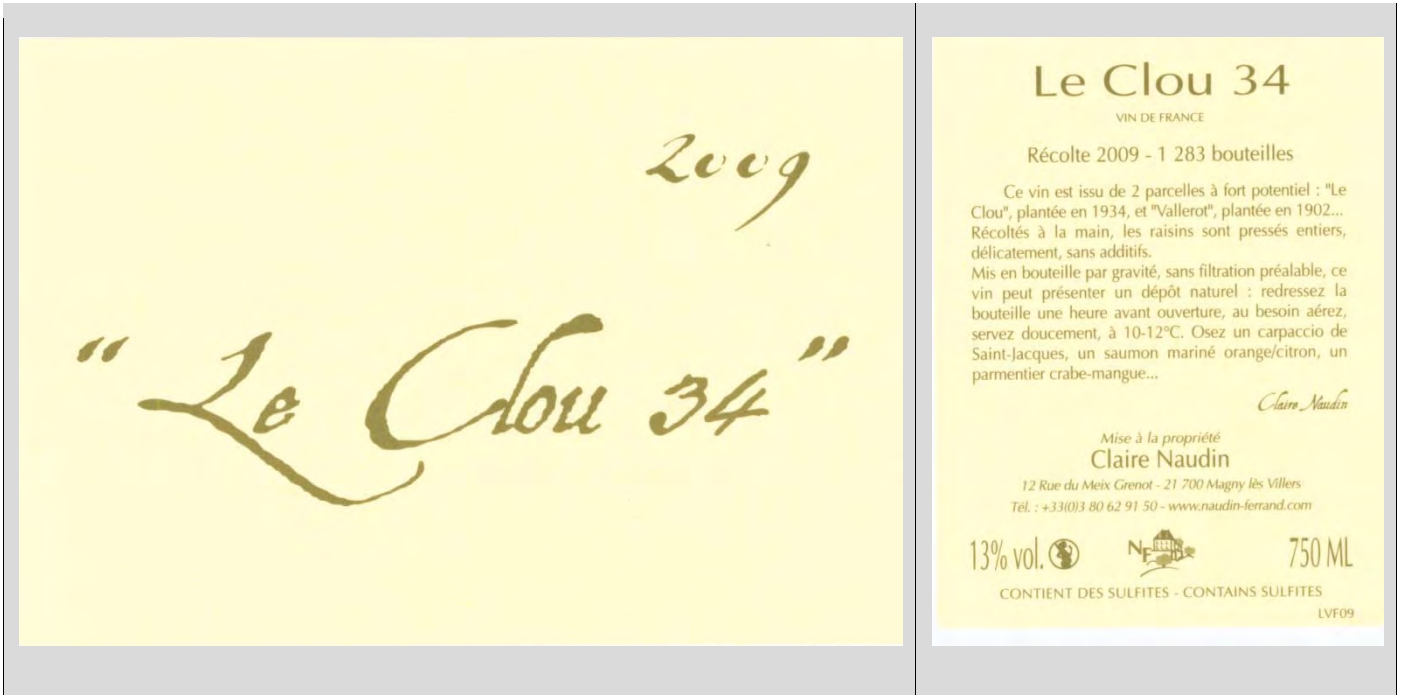 2009
“Le Clou 34”
Le Clou 34
VIN DE FRANCE
Récolte 2009 - 1 283 bouteilles
Ce vin est issu de 2 parcelles à fort potentiel : "Le
Clou", plantée en 1934, et "Vallerot", plantée en 1902...
Récoltés à la main, les raisins sont pressés entiers,
délicatement, sans additifs.
Mis en bouteille par gravité, sans filtration préalable, ce
vin peut présenter un dépôt naturel : redressez la
bouteille une heure avant ouverture, au besoin aérez,
servez doucement, à 10-12°C. Osez un carpaccio de
Saint-Jacques, un saumon mariné orange/citron, un
parmentier crabe-mangue...
Claire Naudin
Mise à la propriété
Claire Naudin
12 Rue du Meix Grenot - 21 700 Magny lès Villers
Tél. : +33(0)3 80 62 91 50 - www.naudin-ferrand.com
13% vol. NF 750 ML
CONTIENT DES SULFITES - CONTAINS SULFITES
LVF09